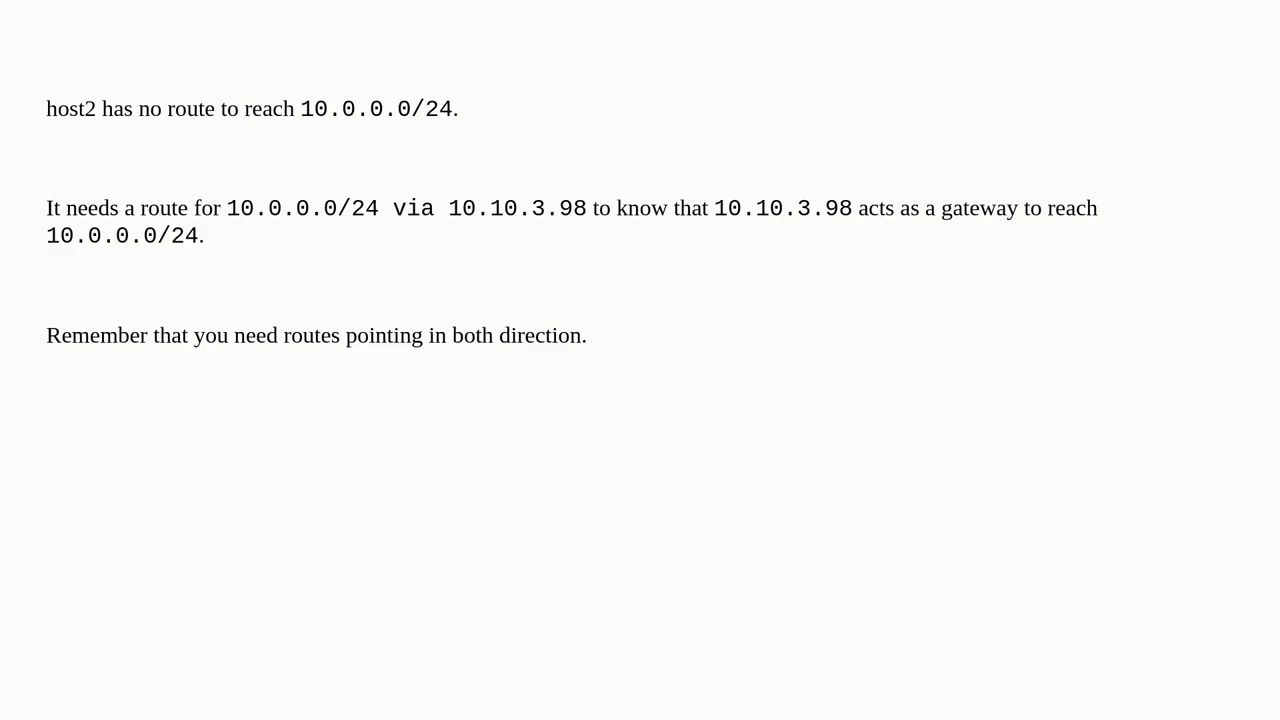 host2 has no route to reach 10.0.0.0/24.
It needs a route for 10.0.0.0/24 via 10.10.3.98 to know that 10.10.3.98 acts as a gateway to reach
10.0.0.0/24.
Remember that you need routes pointing in both direction.